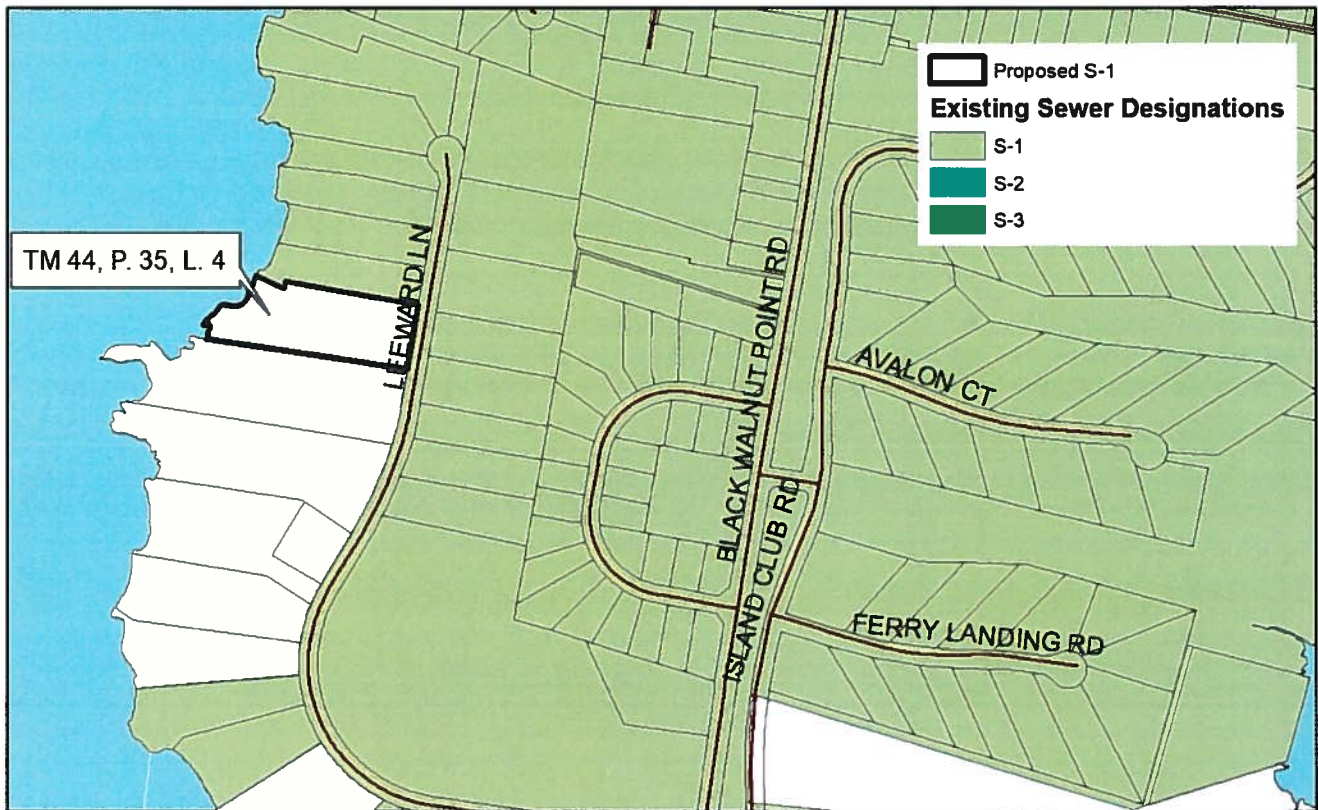 Proposed S-1
Existing Sewer Designations
S-1
S-2
S-3
TM 44, P. 35, L. 4
LEEWARD LN
BLACK WALNUT POINT RD
AVALON CT
ISLAND CLUB RD
FERRY LANDING RD